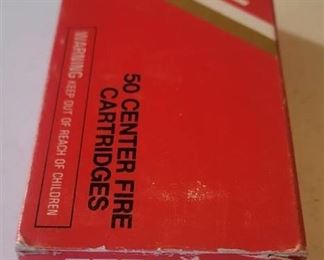 50 CENTER FIRE
CARTRIDGES
WARNING KEEP OUT OF REACH OF CHILDREN